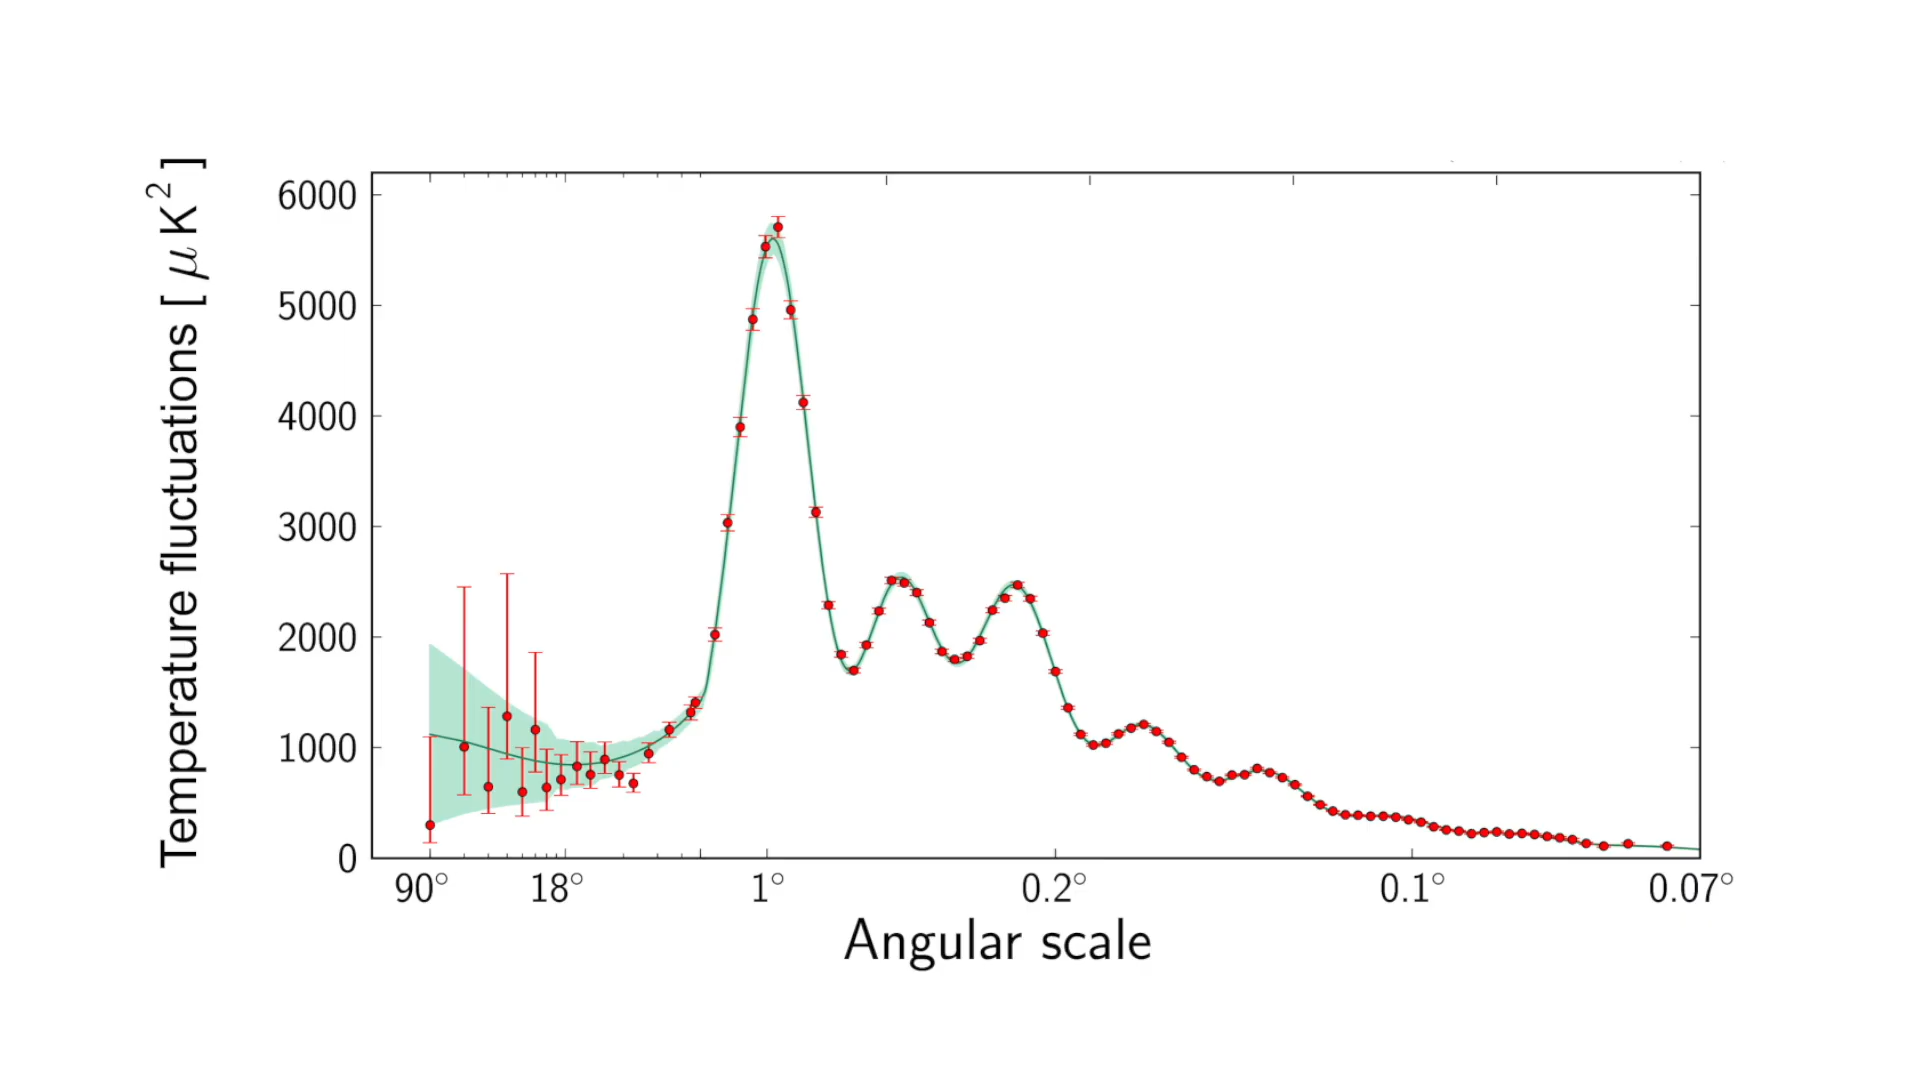 Temperature fluctuations [ μ K² ]
6000
5000
4000
3000
2000
1000
0
90° 18° 1° 0.2° 0.1° 0.07°
Angular scale